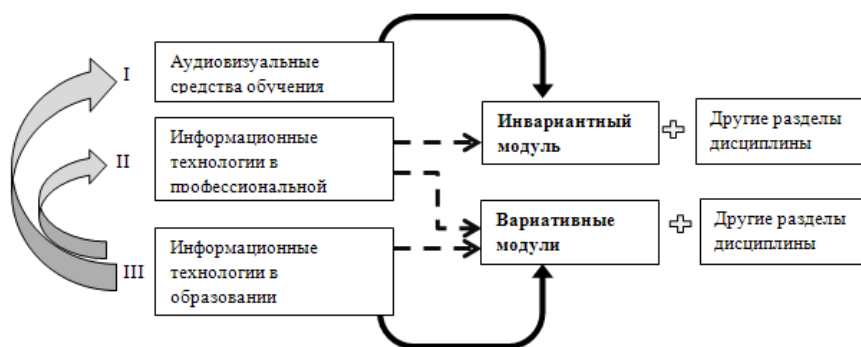 I
Аудиовизуальные
средства обучения
II
Информационные
технологии в
профессиональной
III
Информационные
технологии в
образовании
Инвариантный
модуль
Другие разделы
дисциплины
Вариативные
модули
Другие разделы
дисциплины